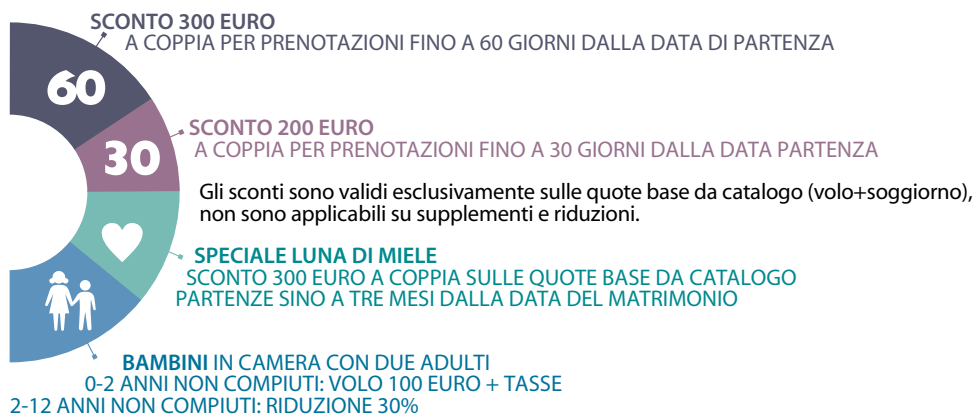 SCONTO 300 EURO
A COPPIA PER PRENOTAZIONI FINO A 60 GIORNI DALLA DATA DI PARTENZA
60
SCONTO 200 EURO
30
A COPPIA PER PRENOTAZIONI FINO A 30 GIORNI DALLA DATA PARTENZA
Gli sconti sono validi esclusivamente sulle quote base da catalogo (volo+soggiorno),
non sono applicabili su supplementi e riduzioni.
SPECIALE LUNA DI MIELE
SCONTO 300 EURO A COPPIA SULLE QUOTE BASE DA CATALOGO
PARTENZE SINO A TRE MESI DALLA DATA DEL MATRIMONIO
BAMBINI IN CAMERA CON DUE ADULTI
0-2 ANNI NON COMPIUTI: VOLO 100 EURO + TASSE
2-12 ANNI NON COMPIUTI: RIDUZIONE 30%